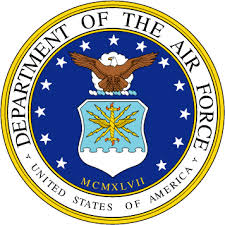 DEPARTMENT OF THE AIR FORCE
MCMXLVII
· UNITED STATES OF AMERICA ·